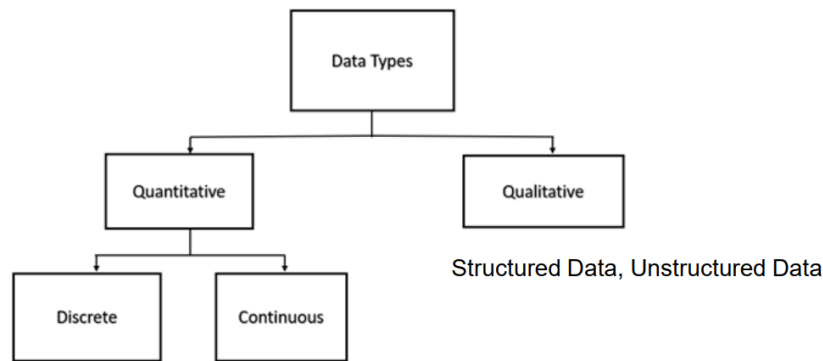 Data Types
Quantitative
Qualitative
Structured Data, Unstructured Data
Discrete
Continuous